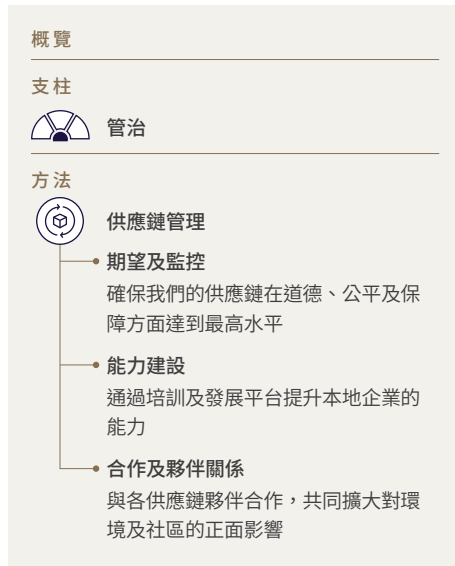 概覽
支柱
管治
方法
供應鏈管理
期望及監控
確保我們的供應鏈在道德、公平及保
障方面達到最高水平
能力建設
通過培訓及發展平台提升本地企業的
能力
合作及夥伴關係
與各供應鏈夥伴合作，共同擴大對環
境及社區的正面影響